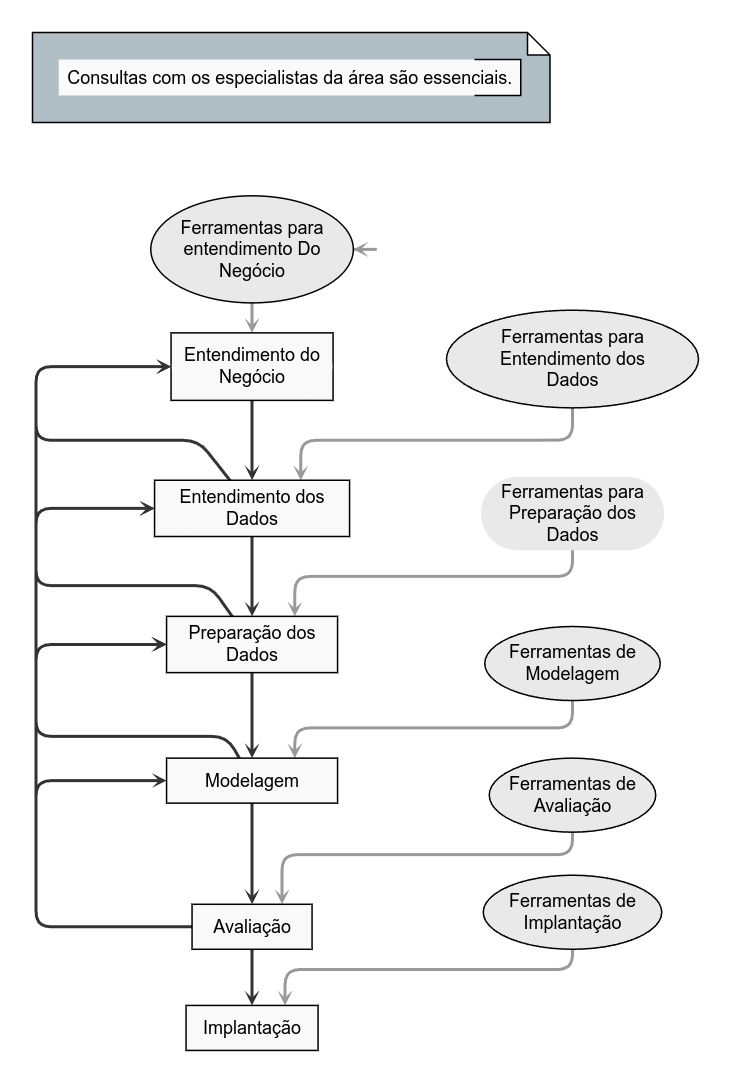 Consultas com os especialistas da área são essenciais.
Ferramentas para
entendimento Do
Negócio
Entendimento do
Negócio
Ferramentas para
Entendimento dos
Dados
Entendimento dos
Dados
Ferramentas para
Preparação dos
Dados
Preparação dos
Dados
Ferramentas de
Modelagem
Modelagem
Ferramentas de
Avaliação
Avaliação
Ferramentas de
Implantação
Implantação